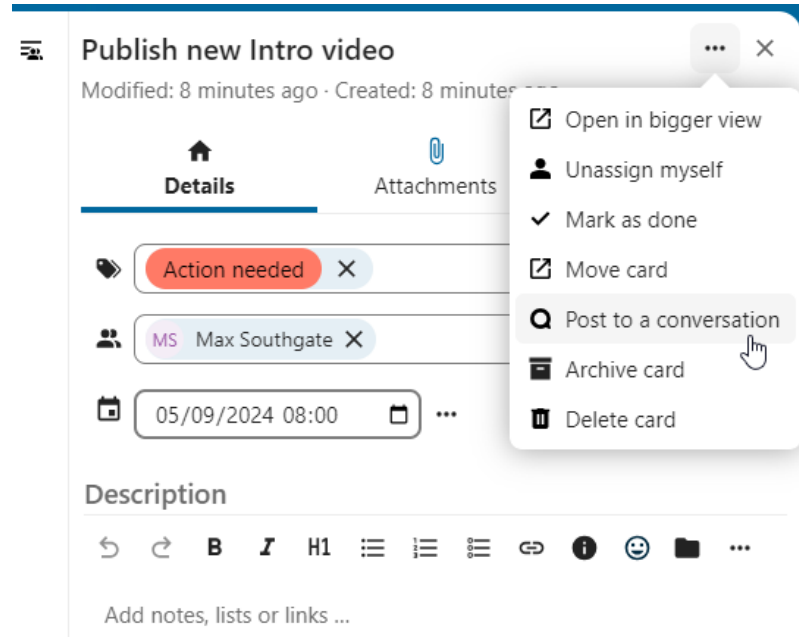 Publish new Intro video
Modified: 8 minutes ago · Created: 8 minutes
Details
Attachments
Open in bigger view
Unassign myself
Mark as done
Move card
Post to a conversation
Archive card
Delete card
Action needed
MS Max Southgate
05/09/2024 08:00
Description
B I H1
Add notes, lists or links ...